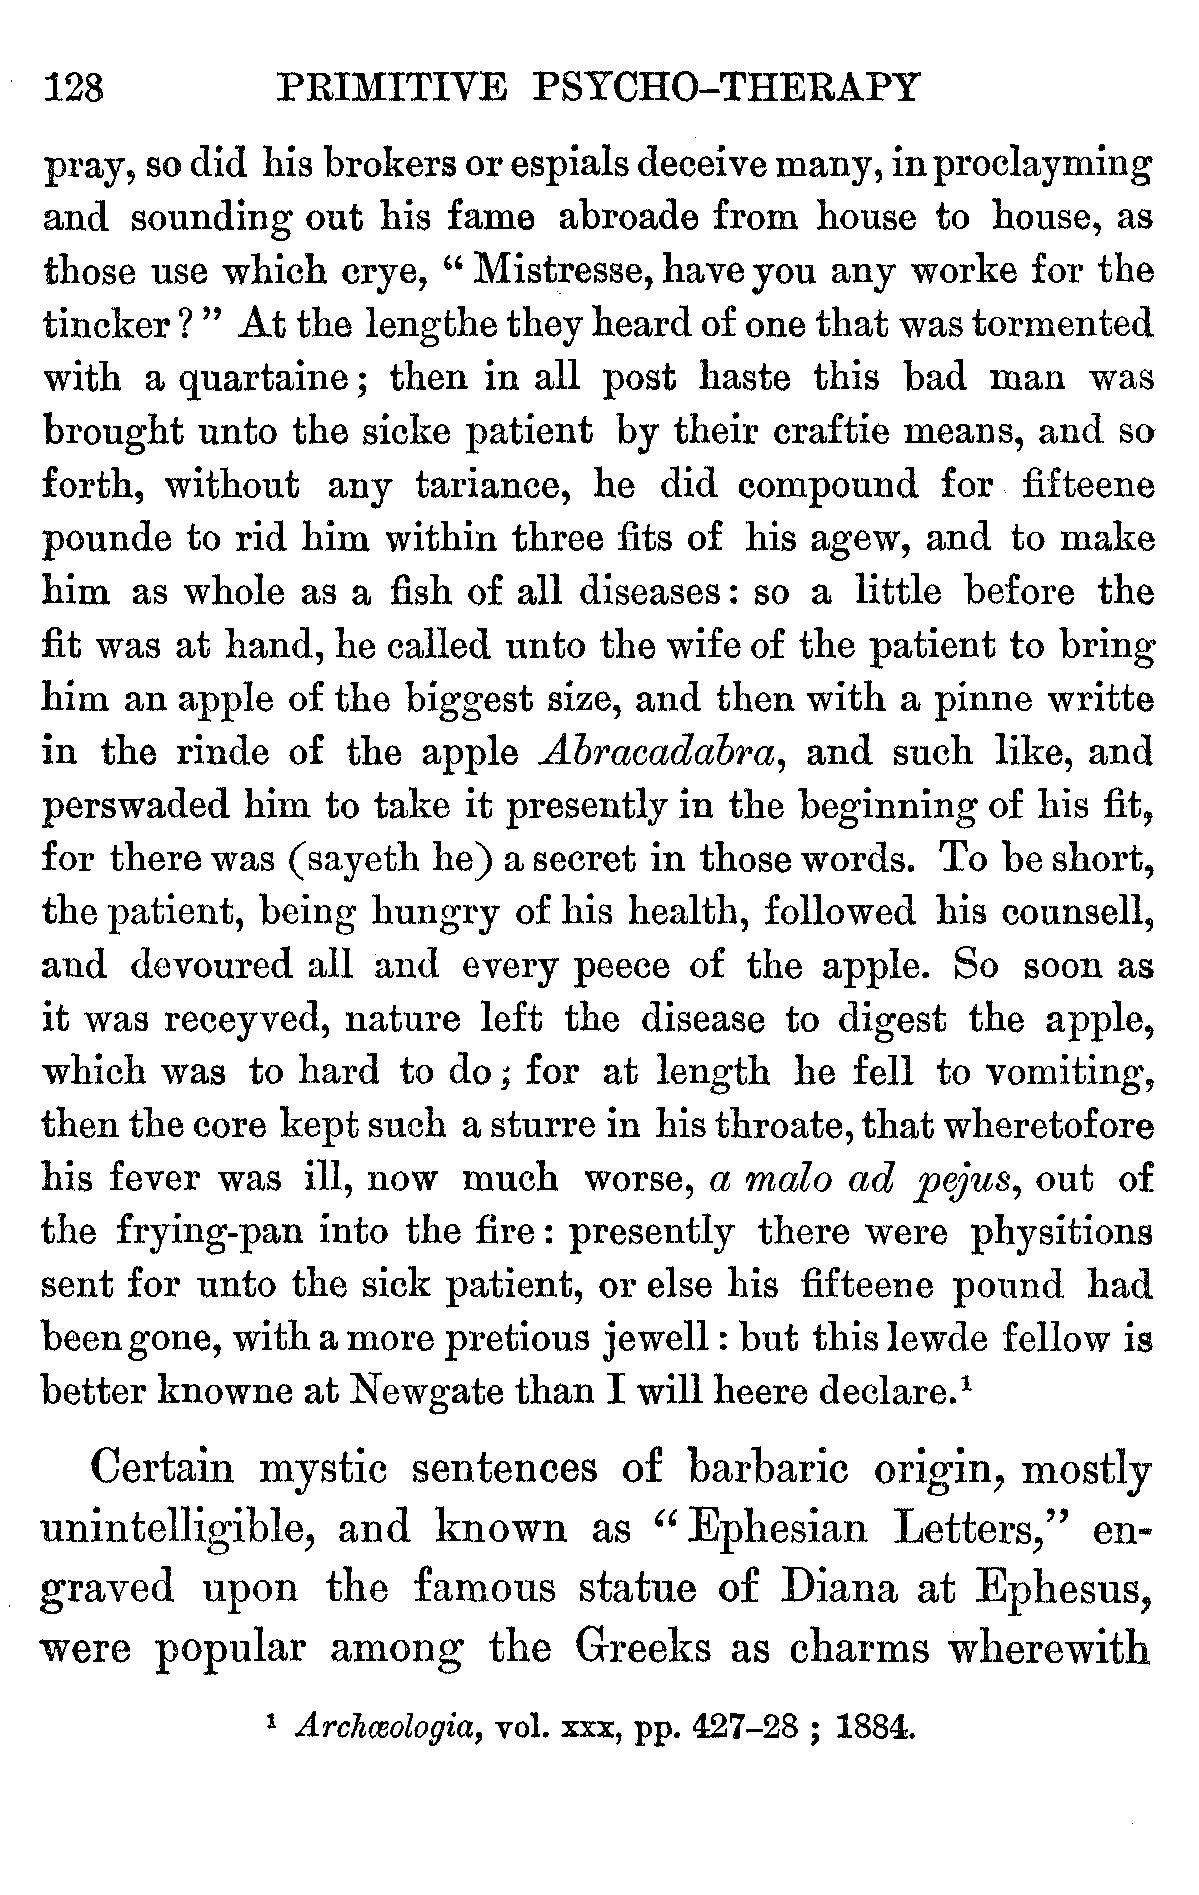 128 PRIMITIVE PSYCHO-THERAPY
pray, so did his brokers or espials deceive many, in proclayming
and sounding out his fame abroade from house to house, as
those use which crye, “Mistresse, have you any worke for the
tincker?” At the lengthe they heard of one that was tormented
with a quartaine; then in all post haste this bad man was
brought unto the sicke patient by their craftie means, and so
forth, without any tariance, he did compound for fifteene
pounde to rid him within three fits of his agew, and to make
him as whole as a fish of all diseases: so a little before the
fit was at hand, he called unto the wife of the patient to bring
him an apple of the biggest size, and then with a pinne writte
in the rinde of the apple Abracadabra, and such like, and
perswaded him to take it presently in the beginning of his fit,
for there was (sayeth he) a secret in those words. To be short,
the patient, being hungry of his health, followed his counsell,
and devoured all and every peece of the apple. So soon as
it was receyved, nature left the disease to digest the apple,
which was to hard to do; for at length he fell to vomiting,
then the core kept such a sturre in his throate, that wheretofore
his fever was ill, now much worse, a malo ad pejus, out of
the frying-pan into the fire: presently there were physitions
sent for unto the sick patient, or else his fifteene pound had
been gone, with a more pretious jewell: but this lewde fellow is
better knowne at Newgate than I will heere declare.¹
Certain mystic sentences of barbaric origin, mostly
unintelligible, and known as “Ephesian Letters,” en-
graved upon the famous statue of Diana at Ephesus,
were popular among the Greeks as charms wherewith
¹ Archœologia, vol. xxx, pp. 427–28; 1884.